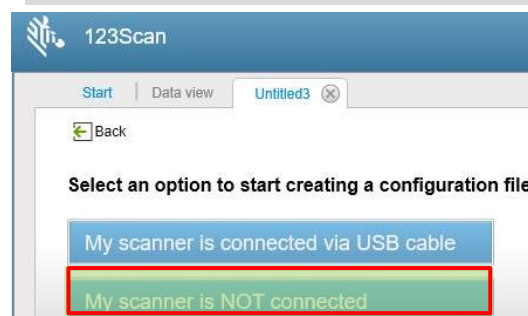 123Scan
Start | Data view Untitled3
Back
Select an option to start creating a configuration file
My scanner is connected via USB cable
My scanner is NOT connected